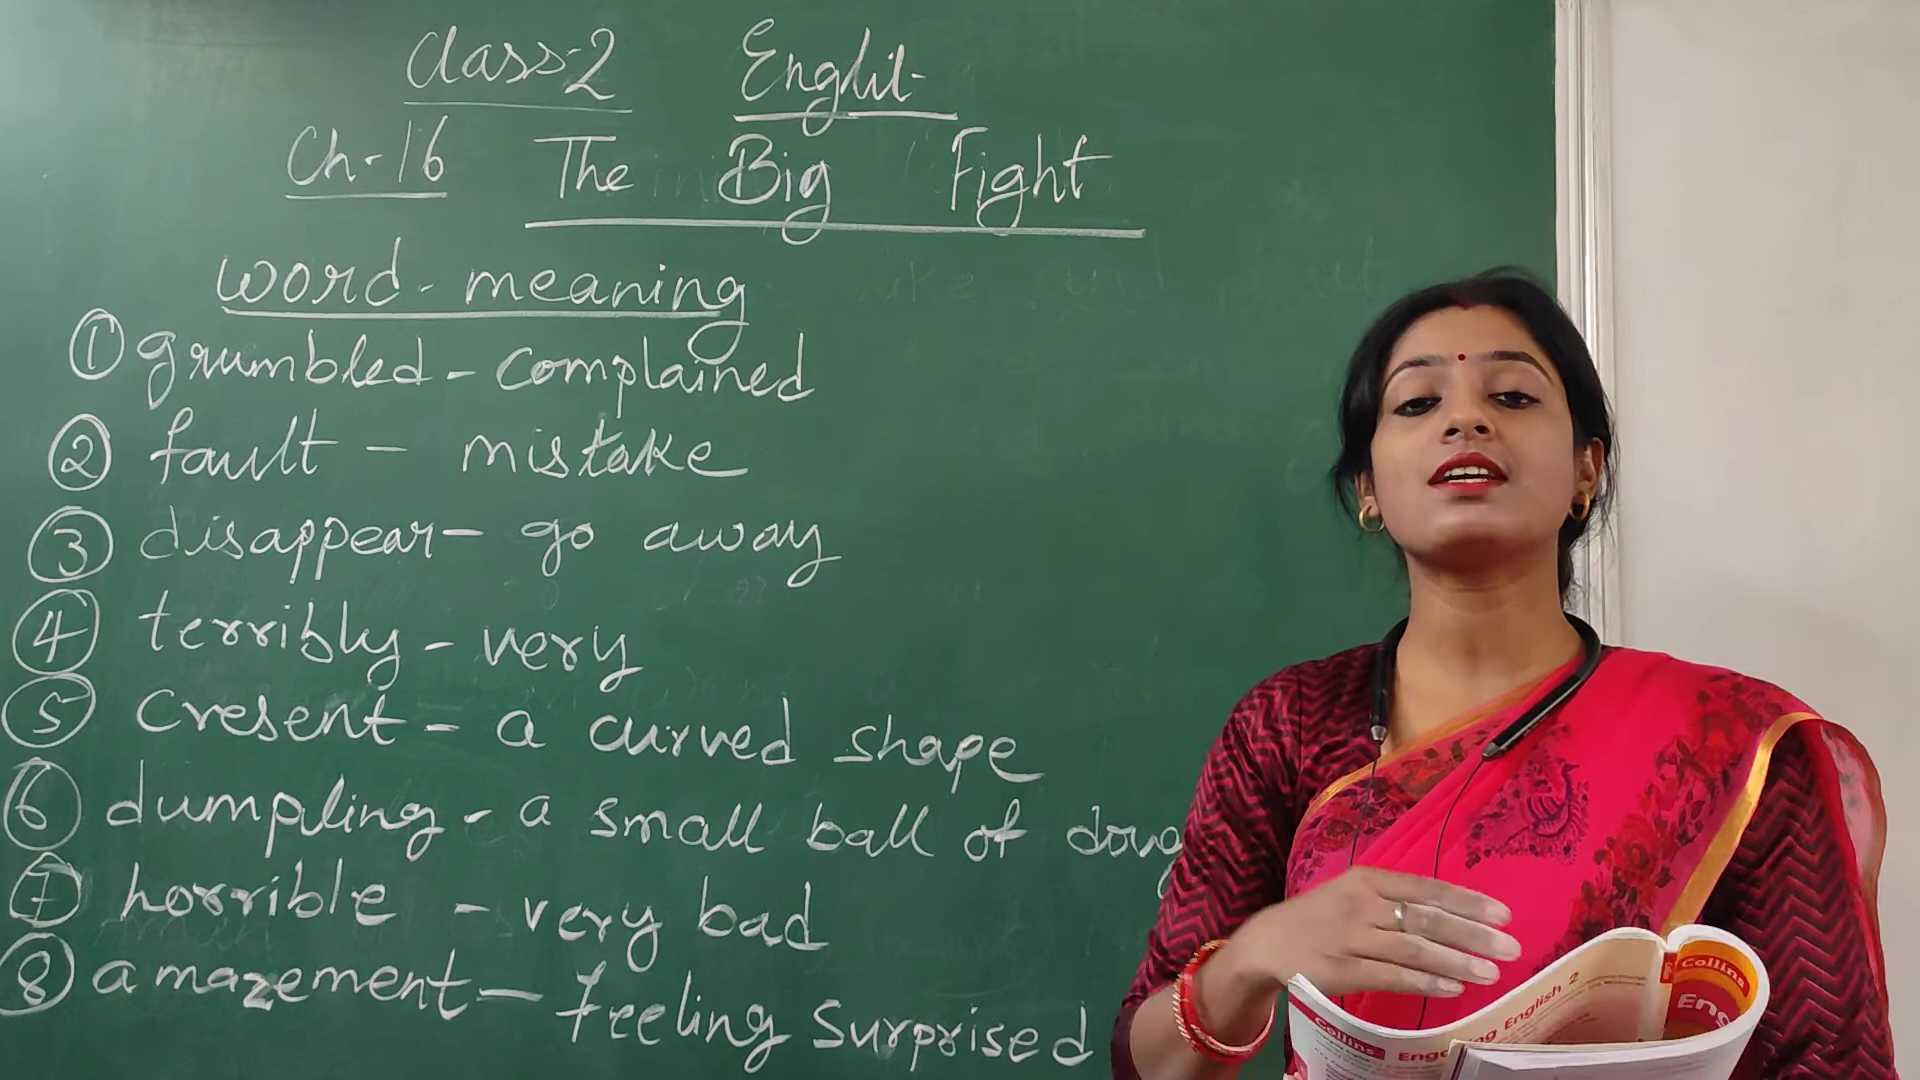 Class-2 Englit-
Ch-16 The Big Fight
word-meaning
① grumbled - complained
② fault - mistake
③ disappear - go away
④ terribly - very
⑤ cresent - a curved shape
⑥ dumpling - a small ball of
⑦ horrible - very bad
⑧ amazement - feeling surprised
Collins
English 2
Collins